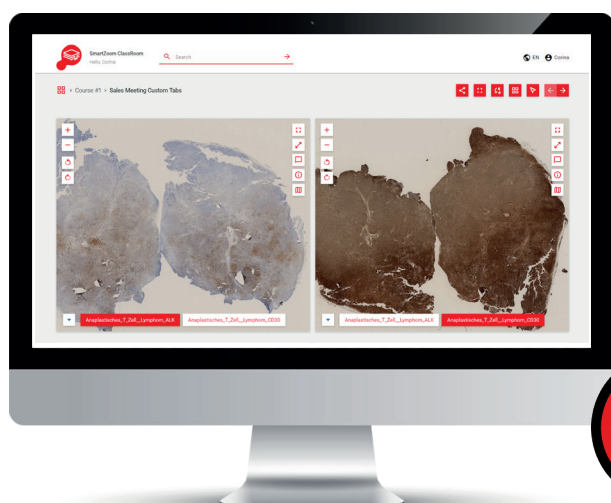 SmartZoom ClassRoom
Hello, Corina
Search
EN
Corina
Course #1 › Sales Meeting Custom Tabs
Anaplastisches_T_Zell_Lymphom_ALK
Anaplastisches_T_Zell_Lymphom_CD30
Anaplastisches_T_Zell_Lymphom_ALK
Anaplastisches_T_Zell_Lymphom_CD30